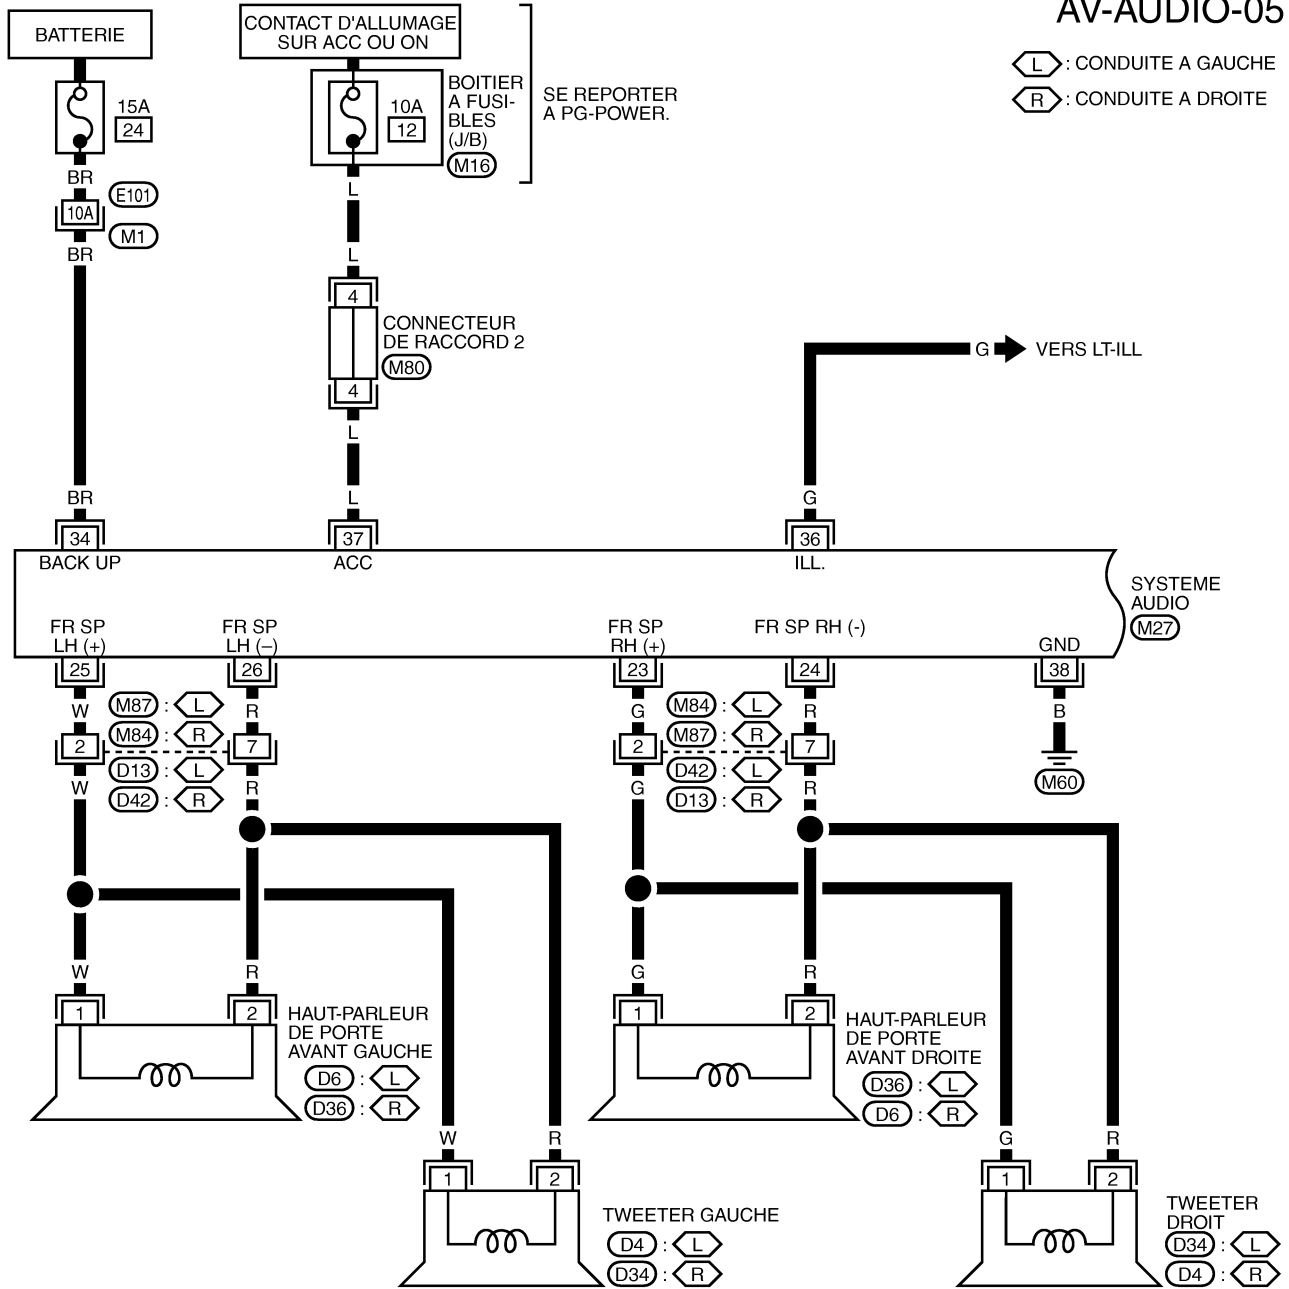 AV-AUDIO-05
L : CONDUITE A GAUCHE
R : CONDUITE A DROITE
BATTERIE
CONTACT D'ALLUMAGE
SUR ACC OU ON
15A
24
10A
12
BOITIER
A FUSI-
BLES
(J/B)
M16
SE REPORTER
A PG-POWER.
BR
10A
E101
M1
BR
L
L
4
CONNECTEUR
DE RACCORD 2
M80
4
L
G
VERS LT-ILL
BR
L
G
34
37
36
BACK UP
ACC
ILL.
SYSTEME
AUDIO
M27
FR SP
LH (+)
FR SP
LH (–)
FR SP
RH (+)
FR SP RH (-)
GND
25
26
23
24
38
W
M87 : L
R
G
M84 : L
R
B
2
M84 : R
7
2
M87 : R
7
W
D13 : L
R
G
D42 : L
R
M60
D42 : R
D13 : R
W
R
G
R
1
2
1
2
HAUT-PARLEUR
DE PORTE
AVANT GAUCHE
D6 : L
D36 : R
HAUT-PARLEUR
DE PORTE
AVANT DROITE
D36 : L
D6 : R
W
R
G
R
1
2
1
2
TWEETER GAUCHE
D4 : L
D34 : R
TWEETER
DROIT
D34 : L
D4 : R